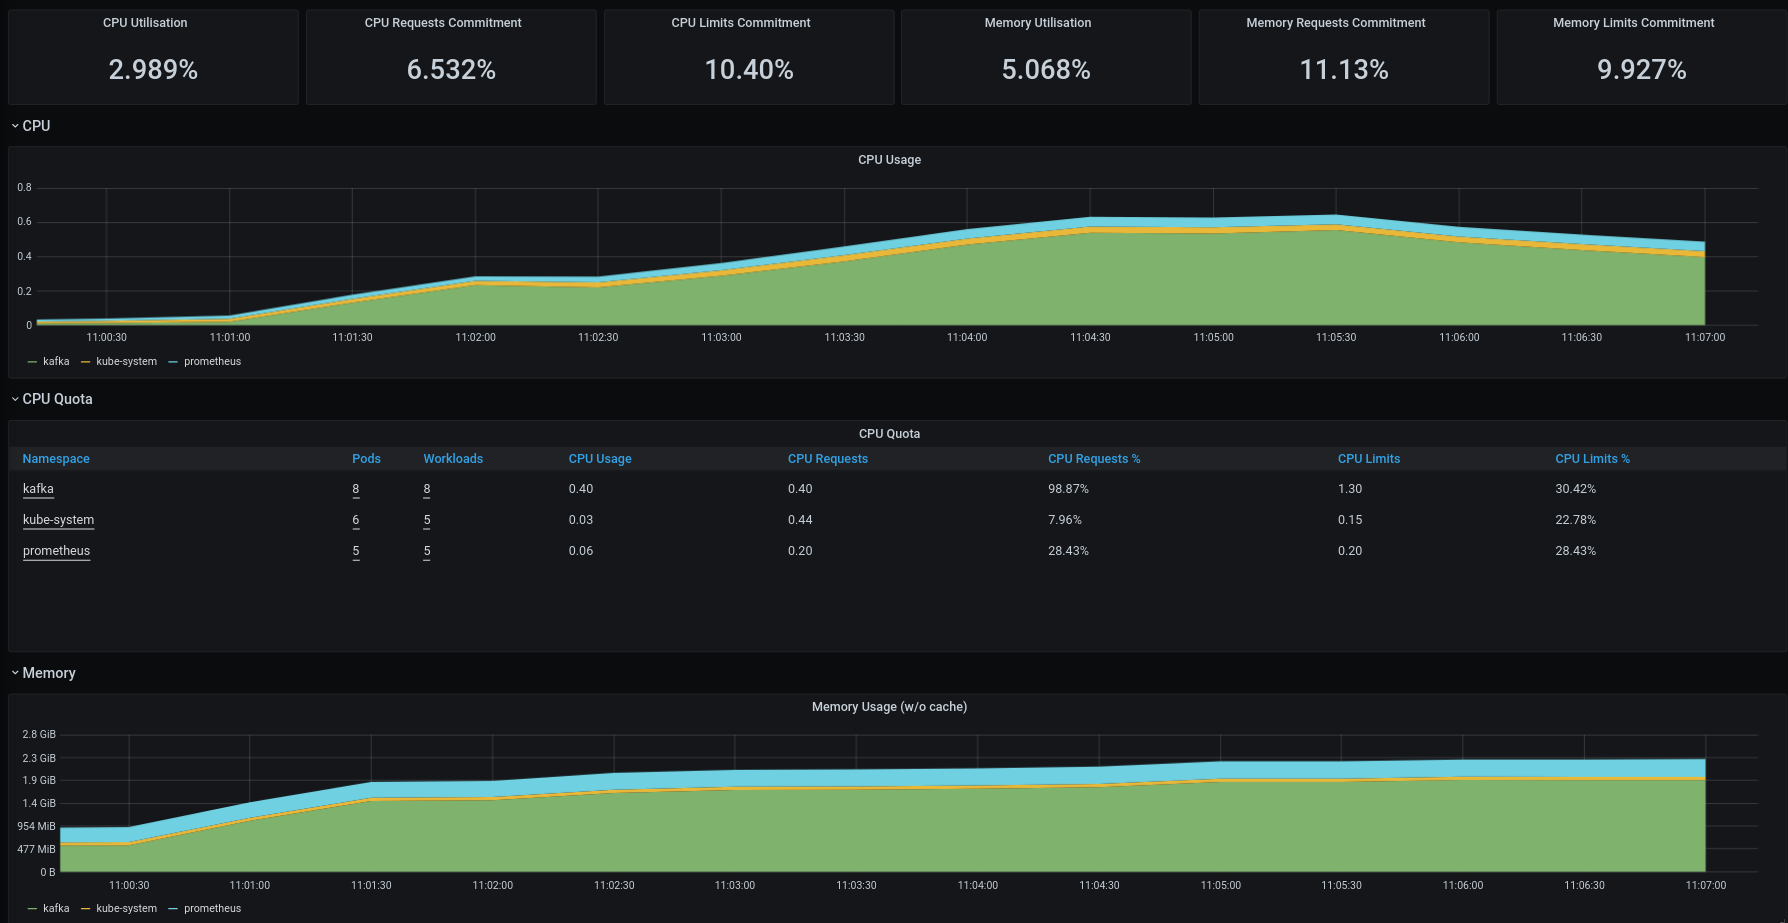 CPU Utilisation CPU Requests Commitment CPU Limits Commitment Memory Utilisation Memory Requests Commitment Memory Limits Commitment
2.989% 6.532% 10.40% 5.068% 11.13% 9.927%
CPU
CPU Usage
0.8
0.6
0.4
0.2
0
11:00:30 11:01:00 11:01:30 11:02:00 11:02:30 11:03:00 11:03:30 11:04:00 11:04:30 11:05:00 11:05:30 11:06:00 11:06:30 11:07:00
kafka kube-system prometheus
CPU Quota
CPU Quota
Namespace Pods Workloads CPU Usage CPU Requests CPU Requests % CPU Limits CPU Limits %
kafka 8 8 0.40 0.40 98.87% 1.30 30.42%
kube-system 6 5 0.03 0.44 7.96% 0.15 22.78%
prometheus 5 5 0.06 0.20 28.43% 0.20 28.43%
Memory
Memory Usage (w/o cache)
2.8 GiB
2.3 GiB
1.9 GiB
1.4 GiB
954 MiB
477 MiB
0 B
11:00:30 11:01:00 11:01:30 11:02:00 11:02:30 11:03:00 11:03:30 11:04:00 11:04:30 11:05:00 11:05:30 11:06:00 11:06:30 11:07:00
kafka kube-system prometheus